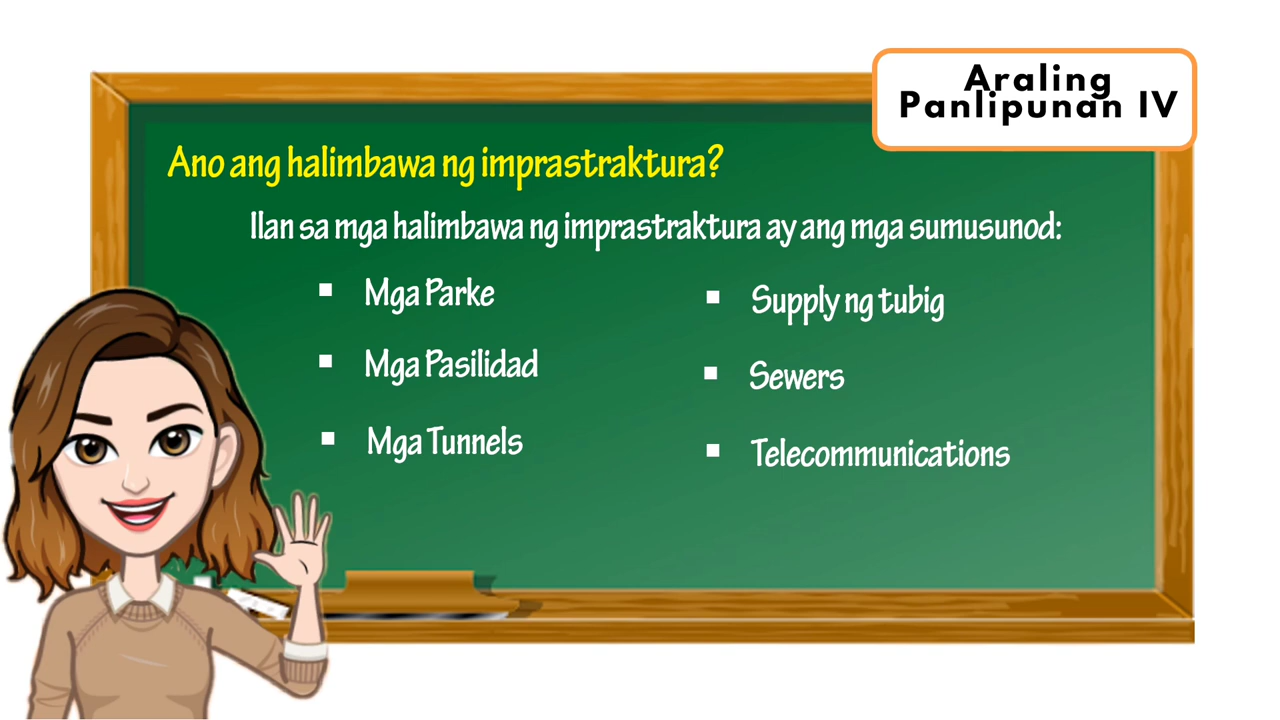 Araling
Panlipunan IV
Ano ang halimbawa ng imprastraktura?
Ilan sa mga halimbawa ng imprastraktura ay ang mga sumusunod:
▪ Mga Parke
▪ Mga Pasilidad
▪ Mga Tunnels
▪ Supply ng tubig
▪ Sewers
▪ Telecommunications